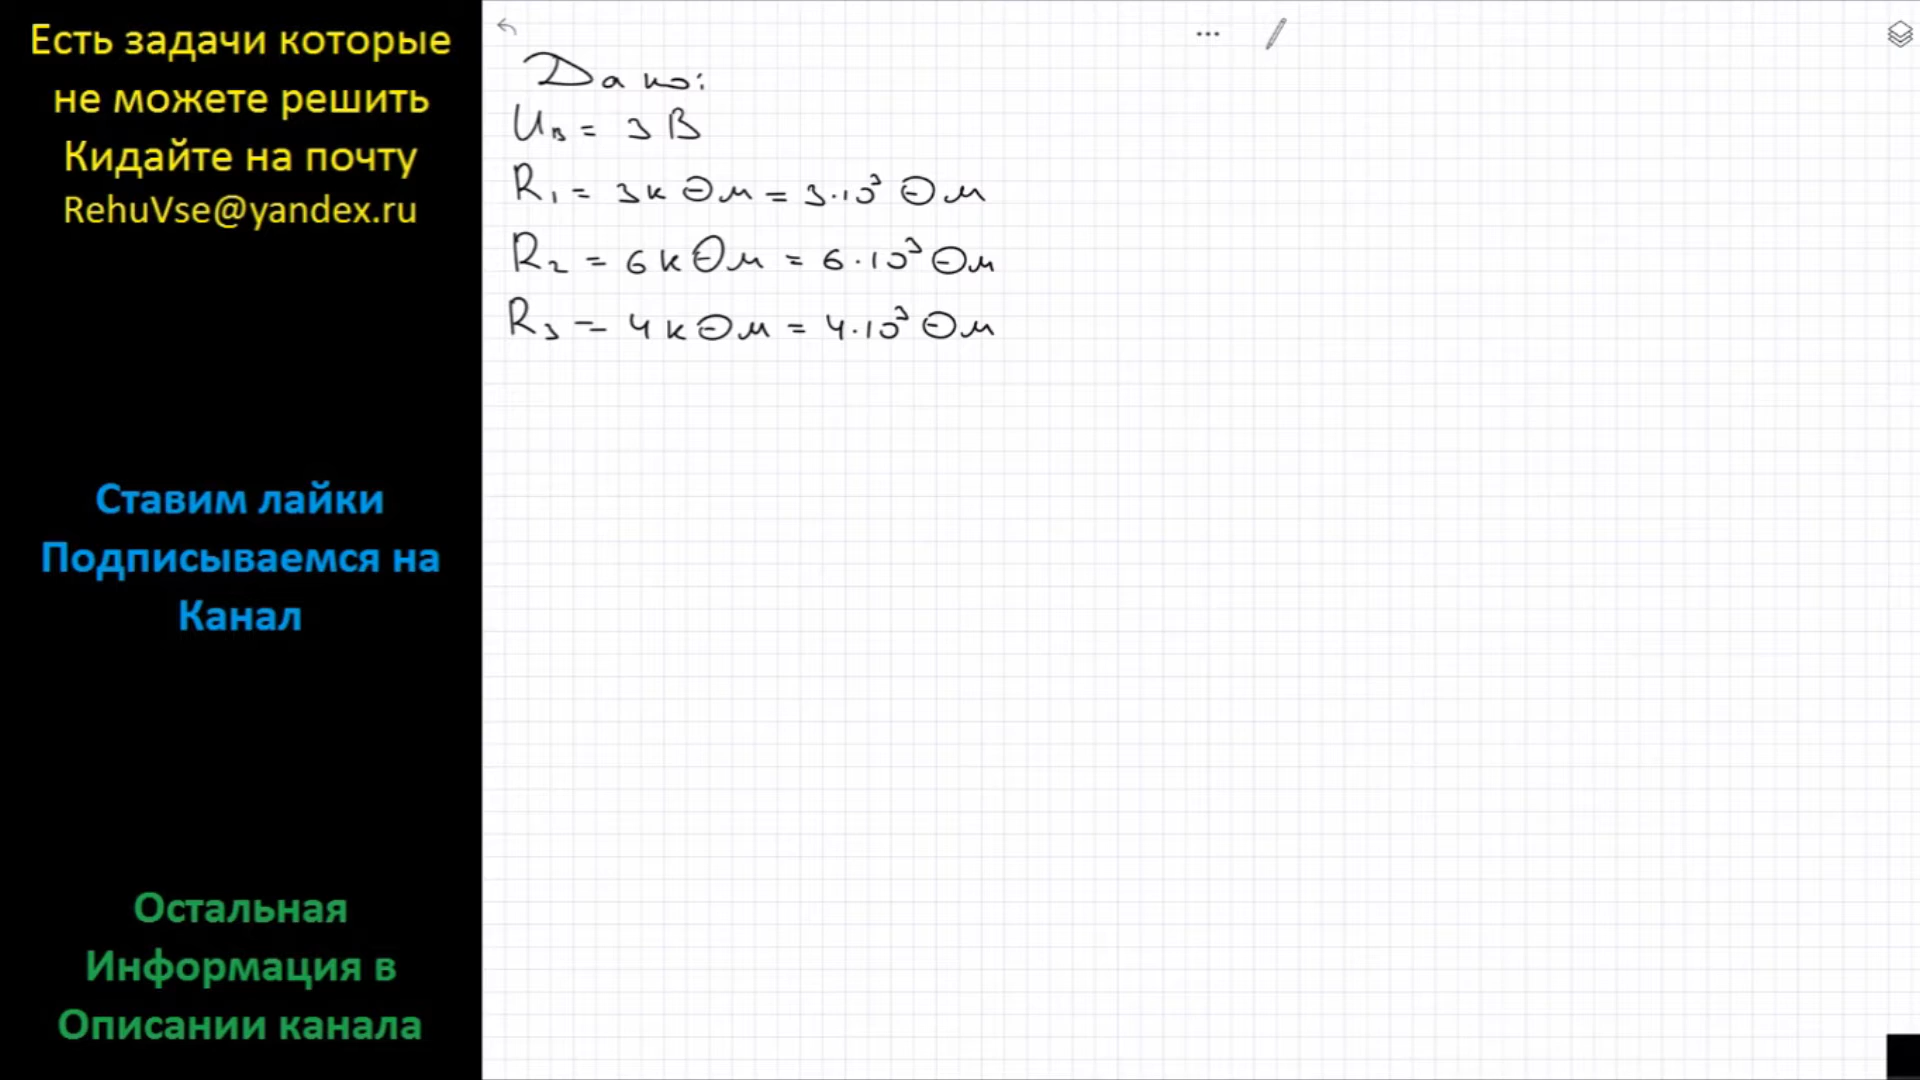 Есть задачи которые
не можете решить
Кидайте на почту
RehuVse@yandex.ru
Ставим лайки
Подписываемся на
Канал
Остальная
Информация в
Описании канала
Дано:
Uв = 3 В
R₁ = 3 кОм = 3·10³ Ом
R₂ = 6 кОм = 6·10³ Ом
R₃ = 4 кОм = 4·10³ Ом